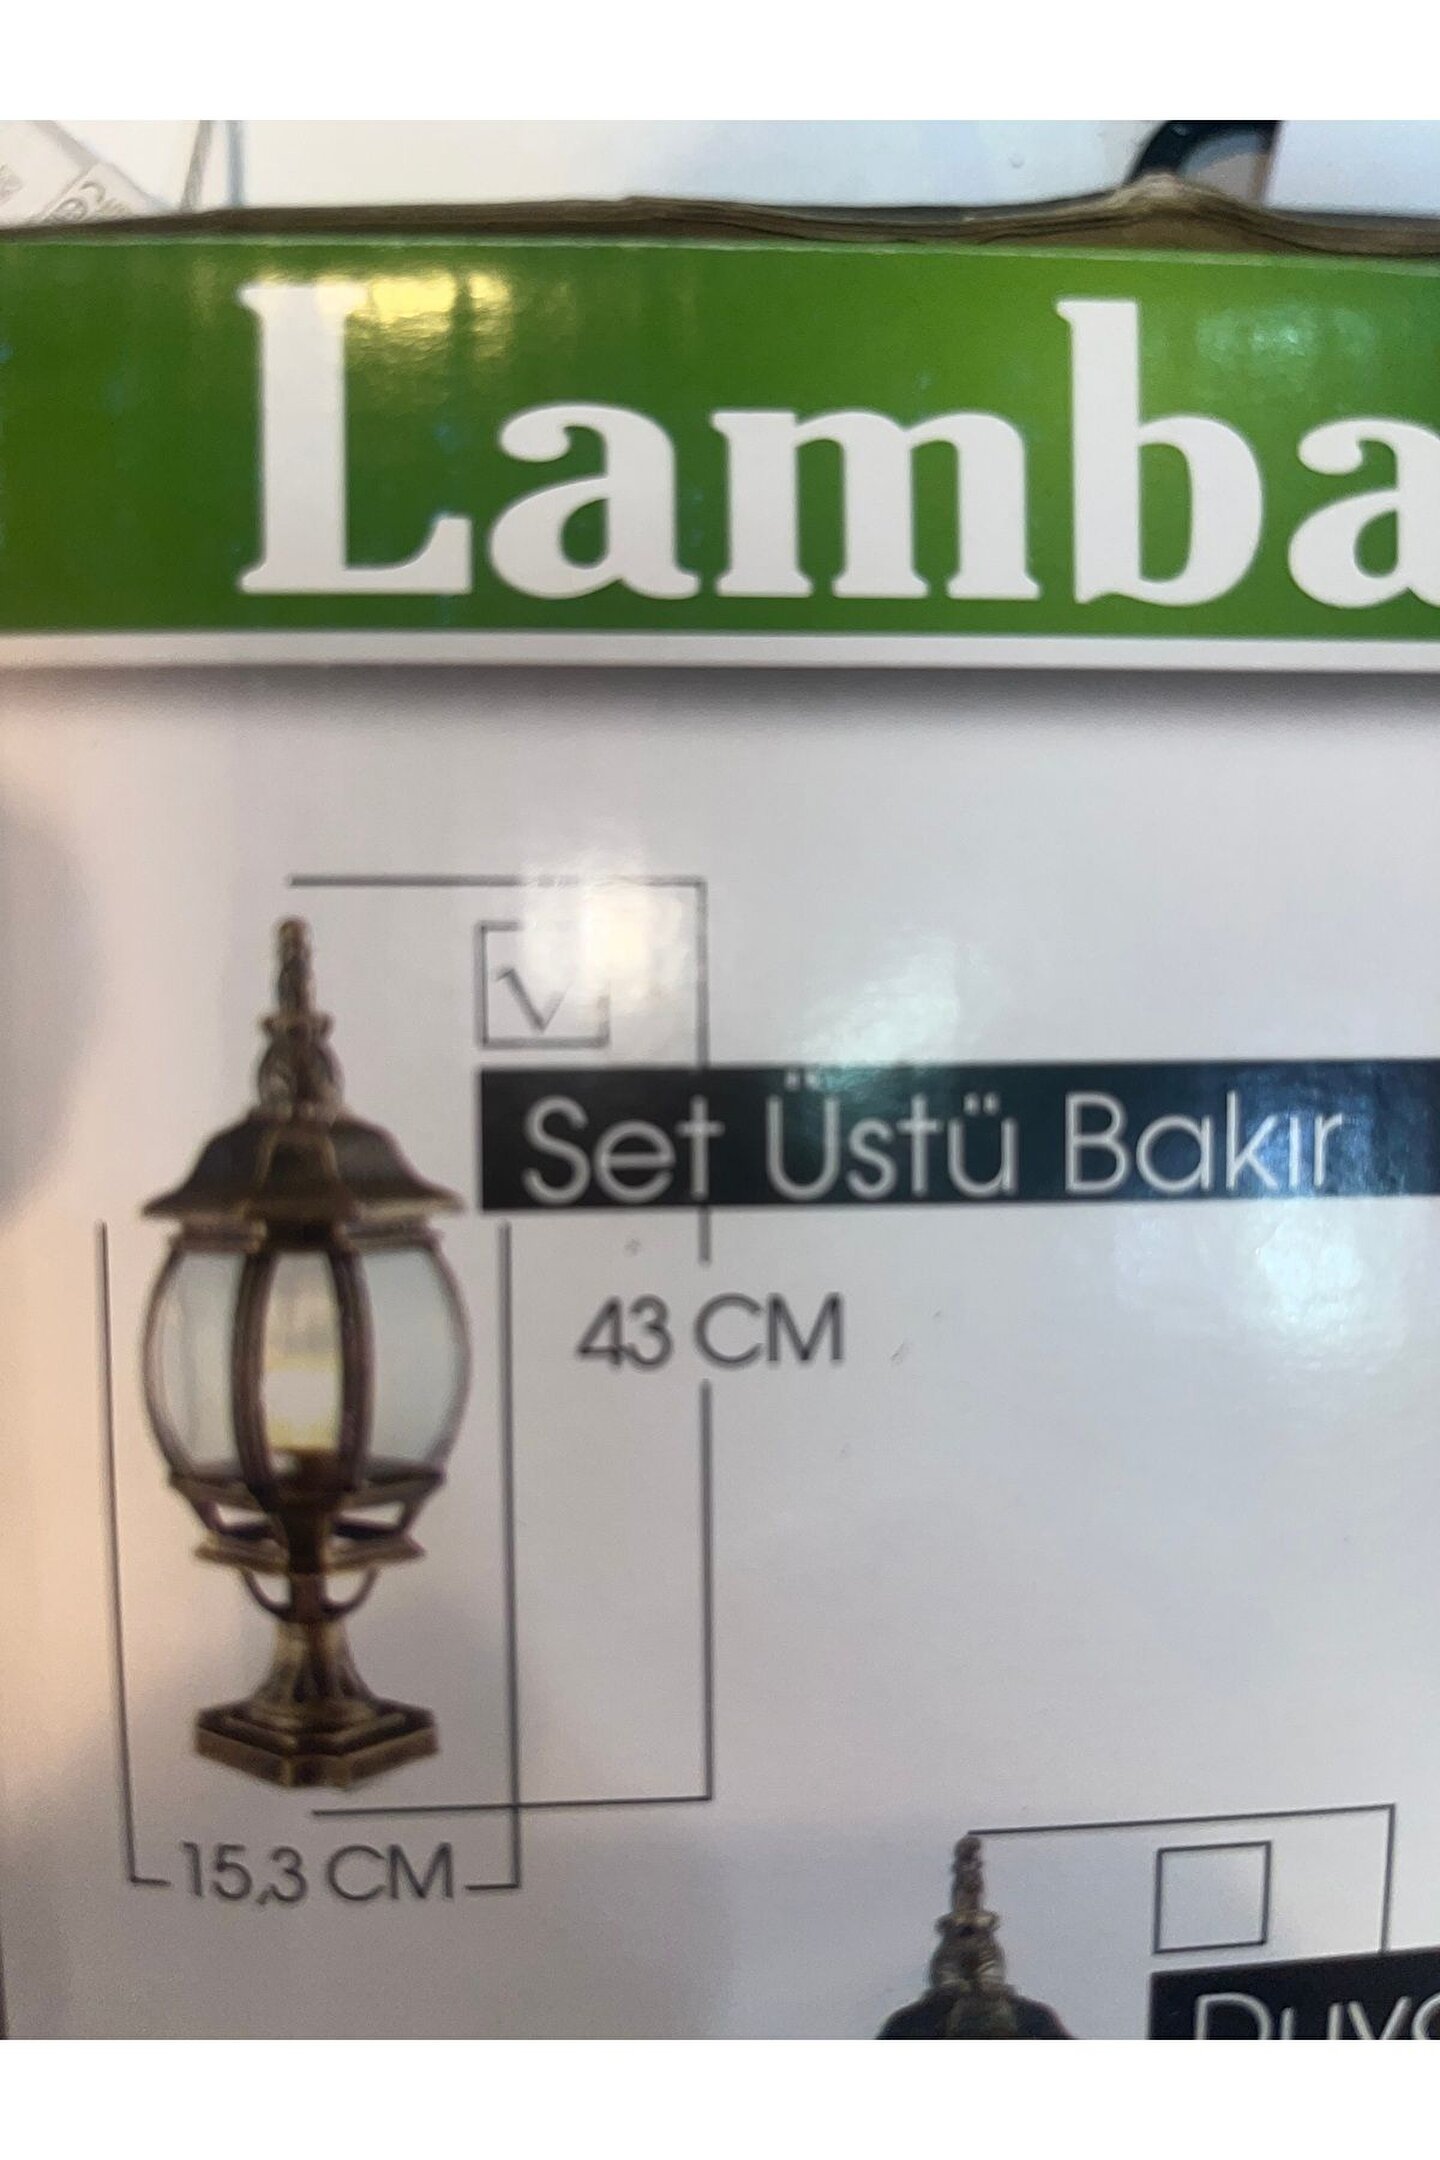 Lamba
Set Üstü Bakır
43 CM
15,3 CM